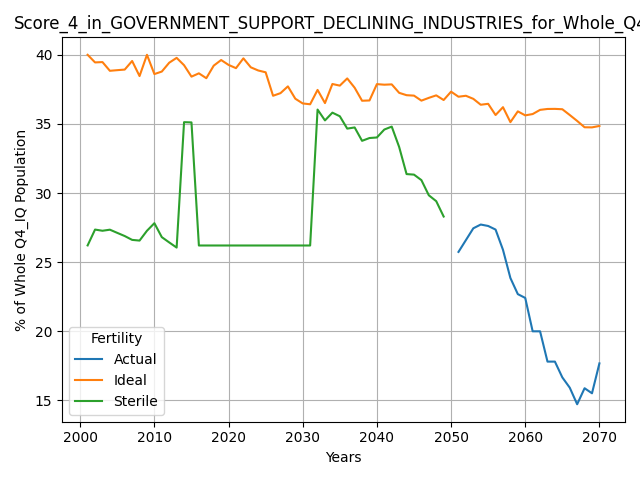 Score_4_in_GOVERNMENT_SUPPORT_DECLINING_INDUSTRIES_for_Whole_Q4
% of Whole Q4_IQ Population
40
35
30
25
20
15
Fertility
Actual
Ideal
Sterile
2000 2010 2020 2030 2040 2050 2060 2070
Years